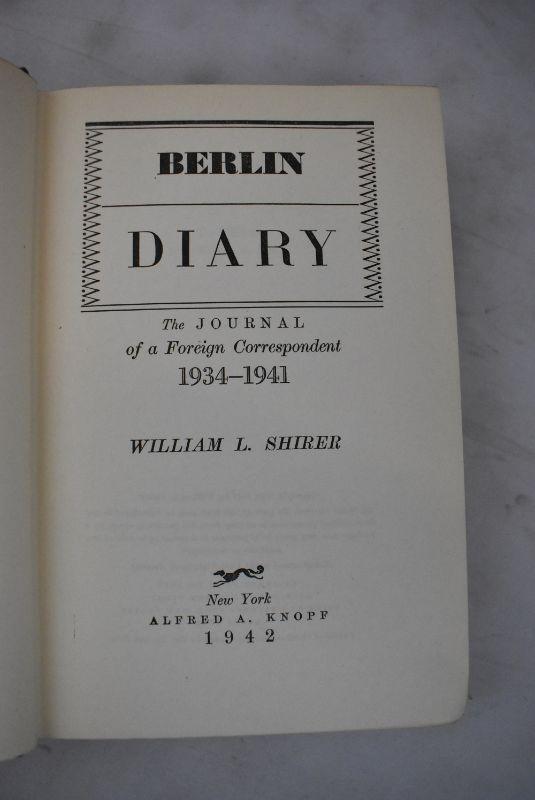 BERLIN
DIARY
The JOURNAL
of a Foreign Correspondent
1934–1941
WILLIAM L. SHIRER
New York
ALFRED A. KNOPF
1942